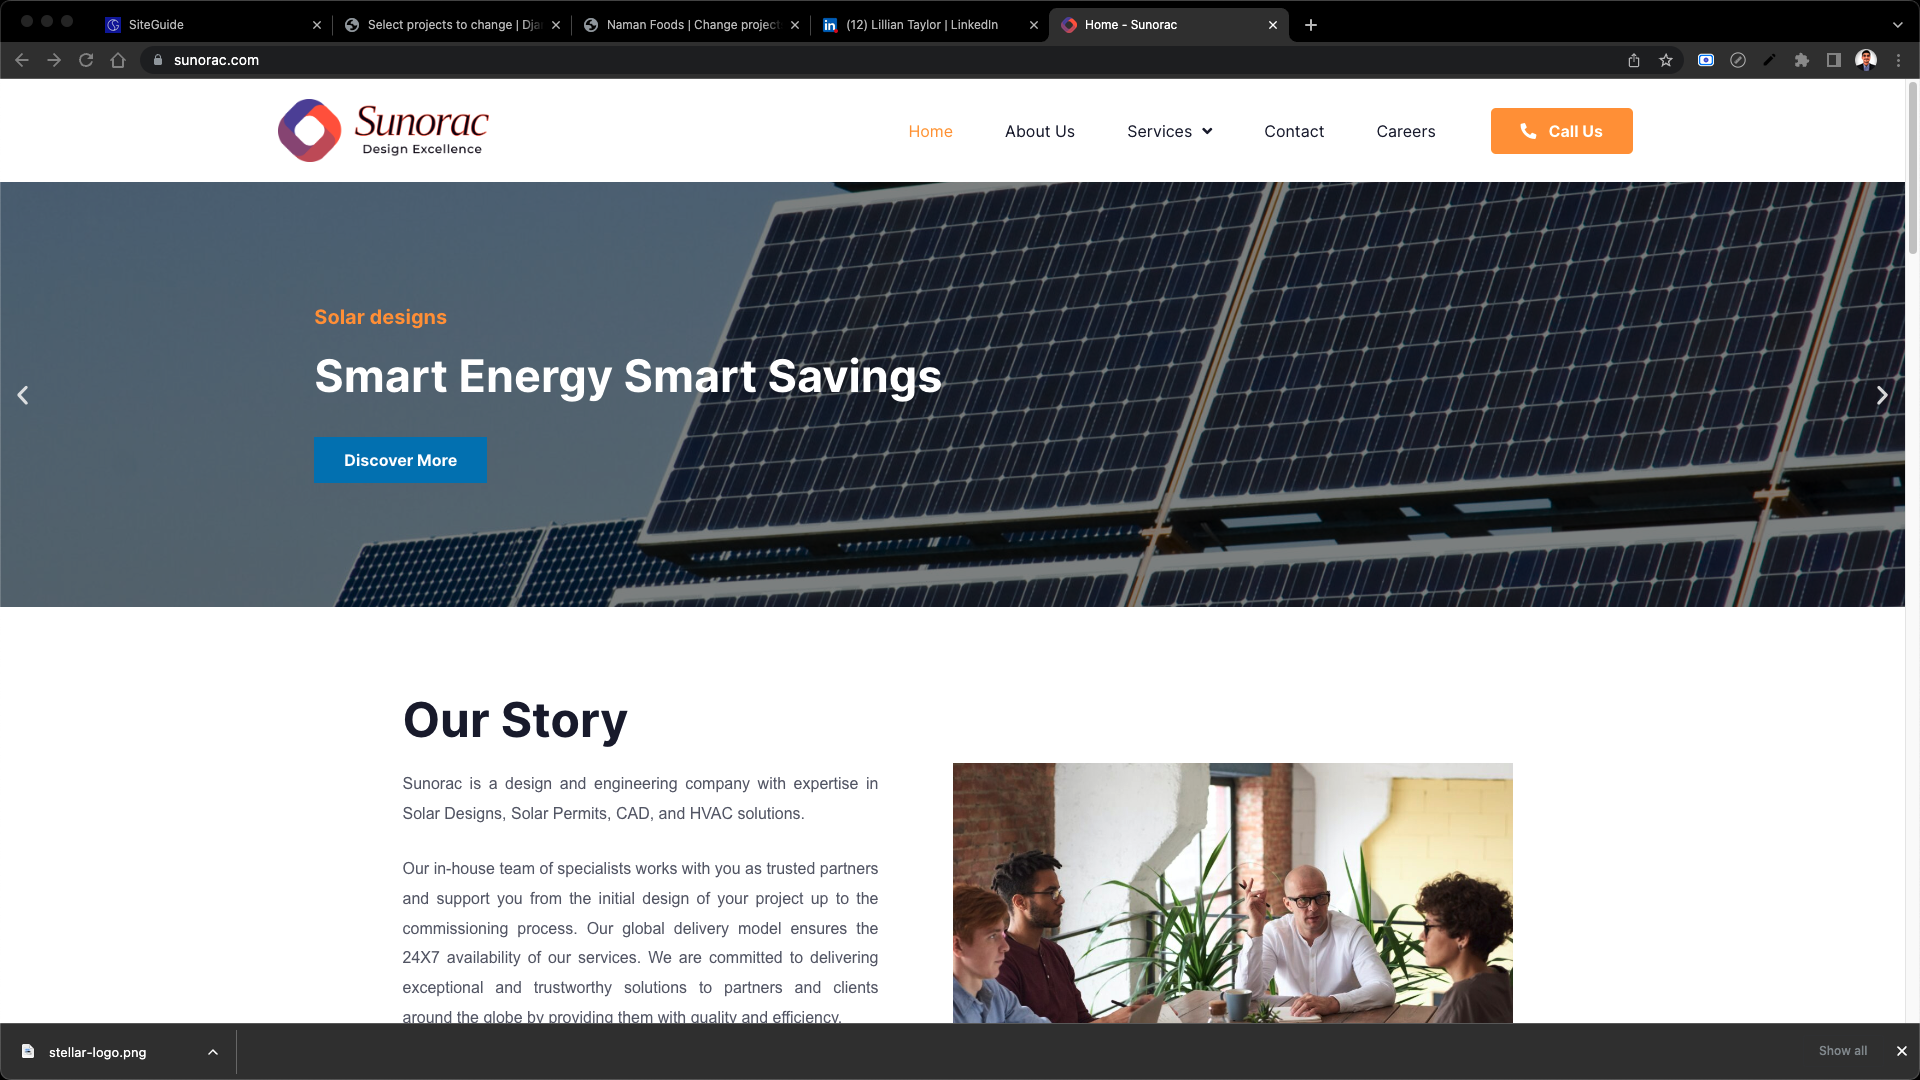 SiteGuide
Select projects to change | Dja
Naman Foods | Change project
(12) Lillian Taylor | LinkedIn
Home - Sunorac
sunorac.com
Sunorac
Design Excellence
Home
About Us
Services
Contact
Careers
Call Us
Solar designs
Smart Energy Smart Savings
Discover More
Our Story
Sunorac is a design and engineering company with expertise in
Solar Designs, Solar Permits, CAD, and HVAC solutions.
Our in-house team of specialists works with you as trusted partners
and support you from the initial design of your project up to the
commissioning process. Our global delivery model ensures the
24X7 availability of our services. We are committed to delivering
exceptional and trustworthy solutions to partners and clients
around the globe by providing them with quality and efficiency.
stellar-logo.png
Show all